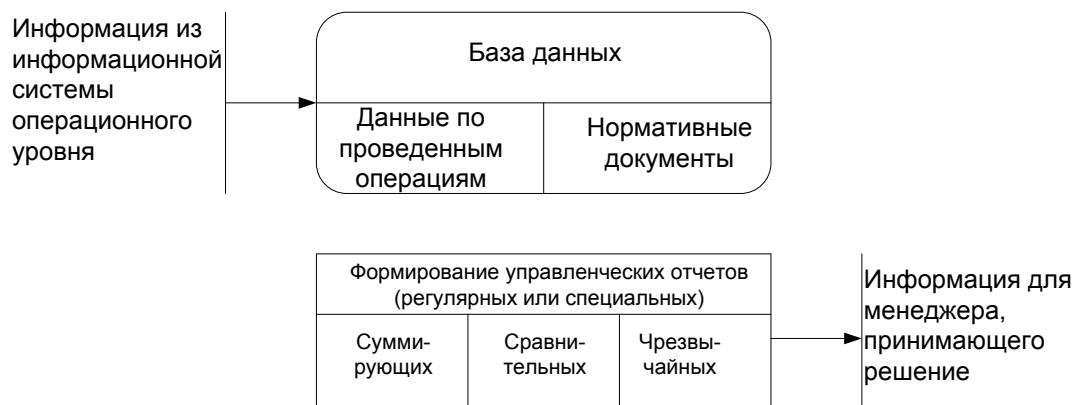 Информация из
информационной
системы
операционного
уровня
База данных
Данные по
проведенным
операциям
Нормативные
документы
Формирование управленческих отчетов
(регулярных или специальных)
Сумми-
рующих
Сравни-
тельных
Чрезвы-
чайных
Информация для
менеджера,
принимающего
решение